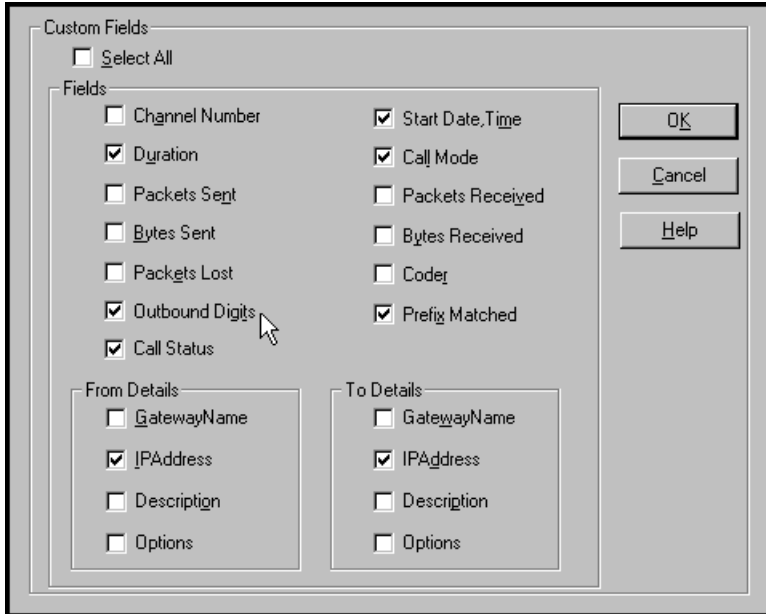 Custom Fields
Select All
Fields
Channel Number
Start Date,Time
OK
Duration
Call Mode
Cancel
Packets Sent
Packets Received
Help
Bytes Sent
Bytes Received
Packets Lost
Coder
Outbound Digits
Prefix Matched
Call Status
From Details
To Details
GatewayName
GatewayName
IPAddress
IPAddress
Description
Description
Options
Options